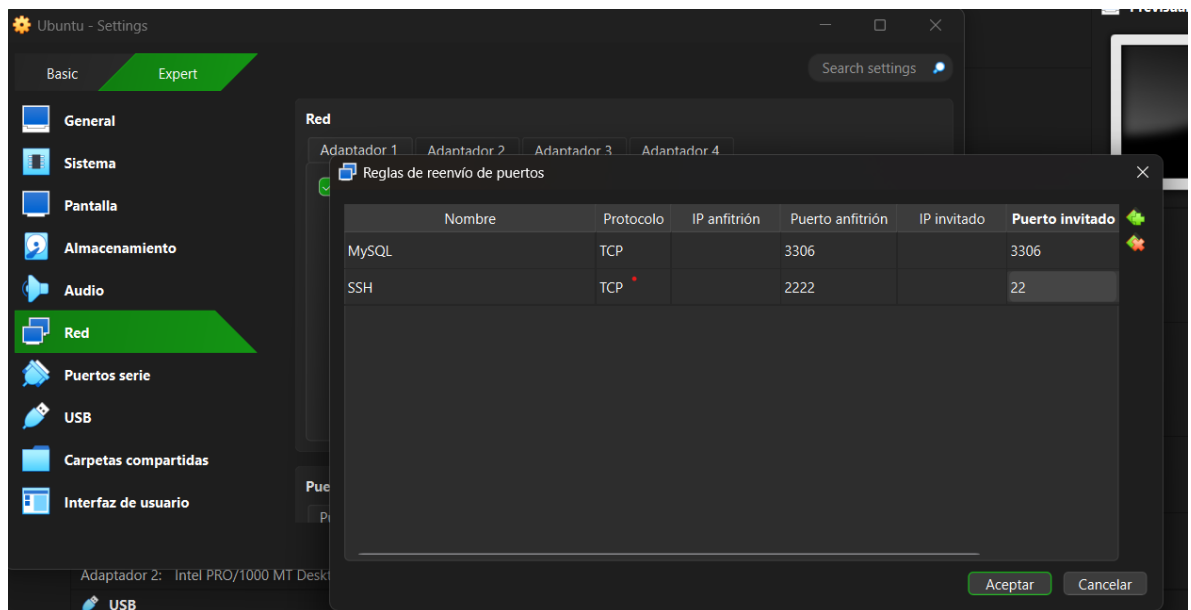 Ubuntu - Settings
Basic
Expert
Search settings
General
Sistema
Pantalla
Almacenamiento
Audio
Red
Puertos serie
USB
Carpetas compartidas
Interfaz de usuario
Red
Adaptador 1 Adaptador 2 Adaptador 3 Adaptador 4
Reglas de reenvío de puertos
Nombre Protocolo IP anfitrión Puerto anfitrión IP invitado Puerto invitado
MySQL TCP 3306 3306
SSH TCP 2222 22
Aceptar Cancelar
Pue
Adaptador 2: Intel PRO/1000 MT Deskt
USB